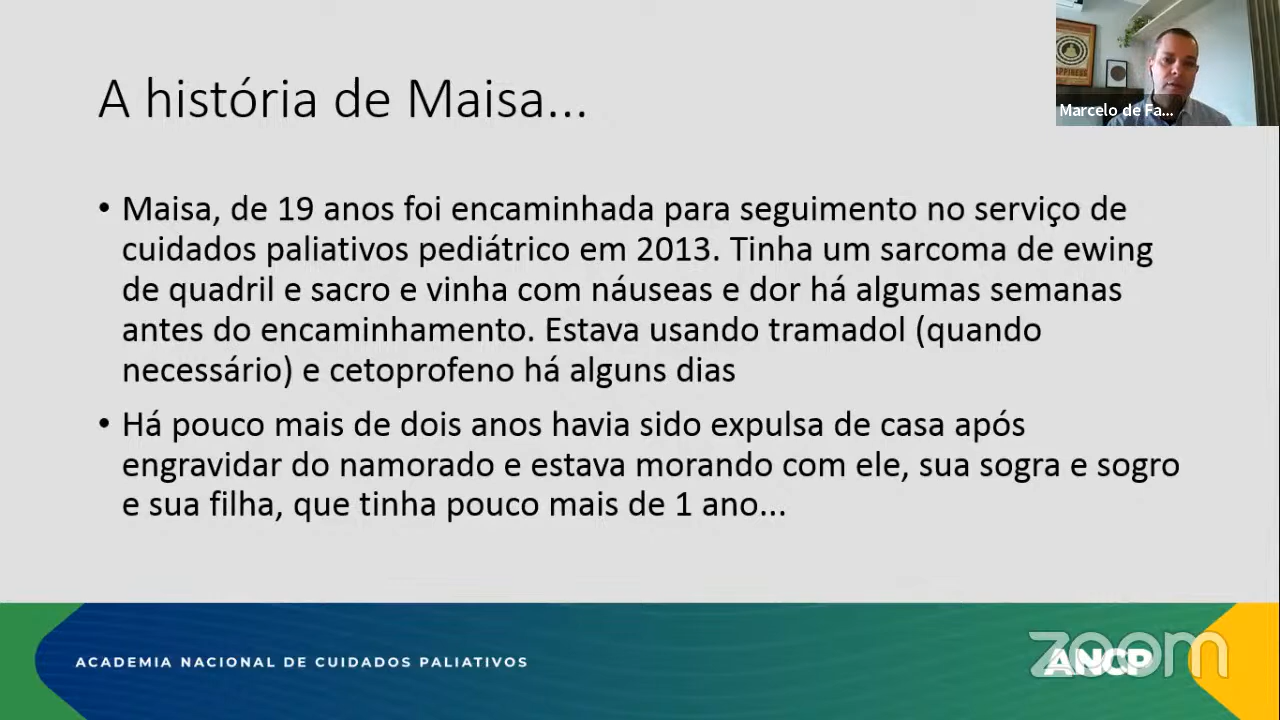 A história de Maisa...
• Maisa, de 19 anos foi encaminhada para seguimento no serviço de
cuidados paliativos pediátrico em 2013. Tinha um sarcoma de ewing
de quadril e sacro e vinha com náuseas e dor há algumas semanas
antes do encaminhamento. Estava usando tramadol (quando
necessário) e cetoprofeno há alguns dias
• Há pouco mais de dois anos havia sido expulsa de casa após
engravidar do namorado e estava morando com ele, sua sogra e sogro
e sua filha, que tinha pouco mais de 1 ano...
Marcelo de Fa...
ACADEMIA NACIONAL DE CUIDADOS PALIATIVOS
ANCP
zoom